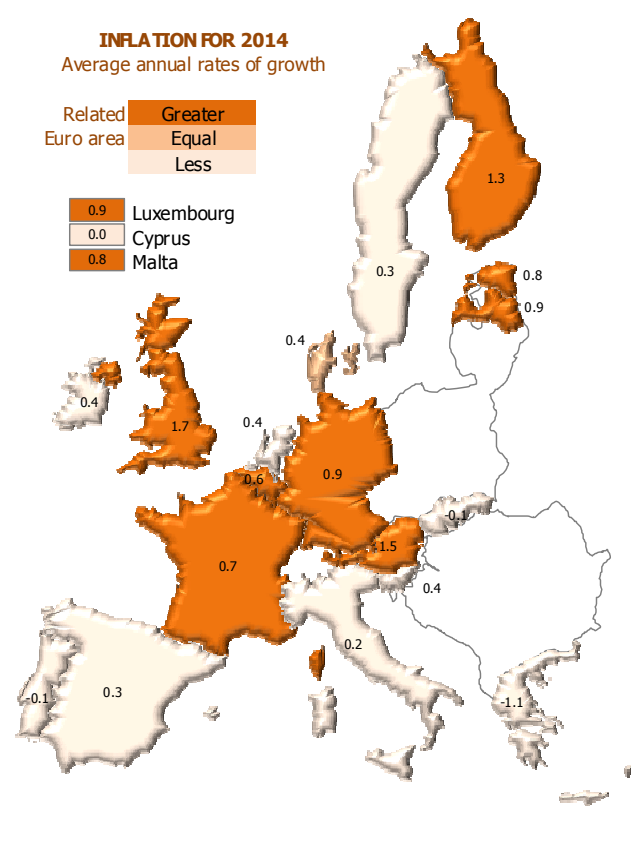 INFLATION FOR 2014
Average annual rates of growth
Related Greater
Euro area Equal
Less
0.9 Luxembourg
0.0 Cyprus
0.8 Malta
1.3
0.3
0.8
0.9
0.4
0.4
1.7
0.4
0.6
0.9
-0.1
1.5
0.7
0.4
0.2
-0.1
0.3
-1.1